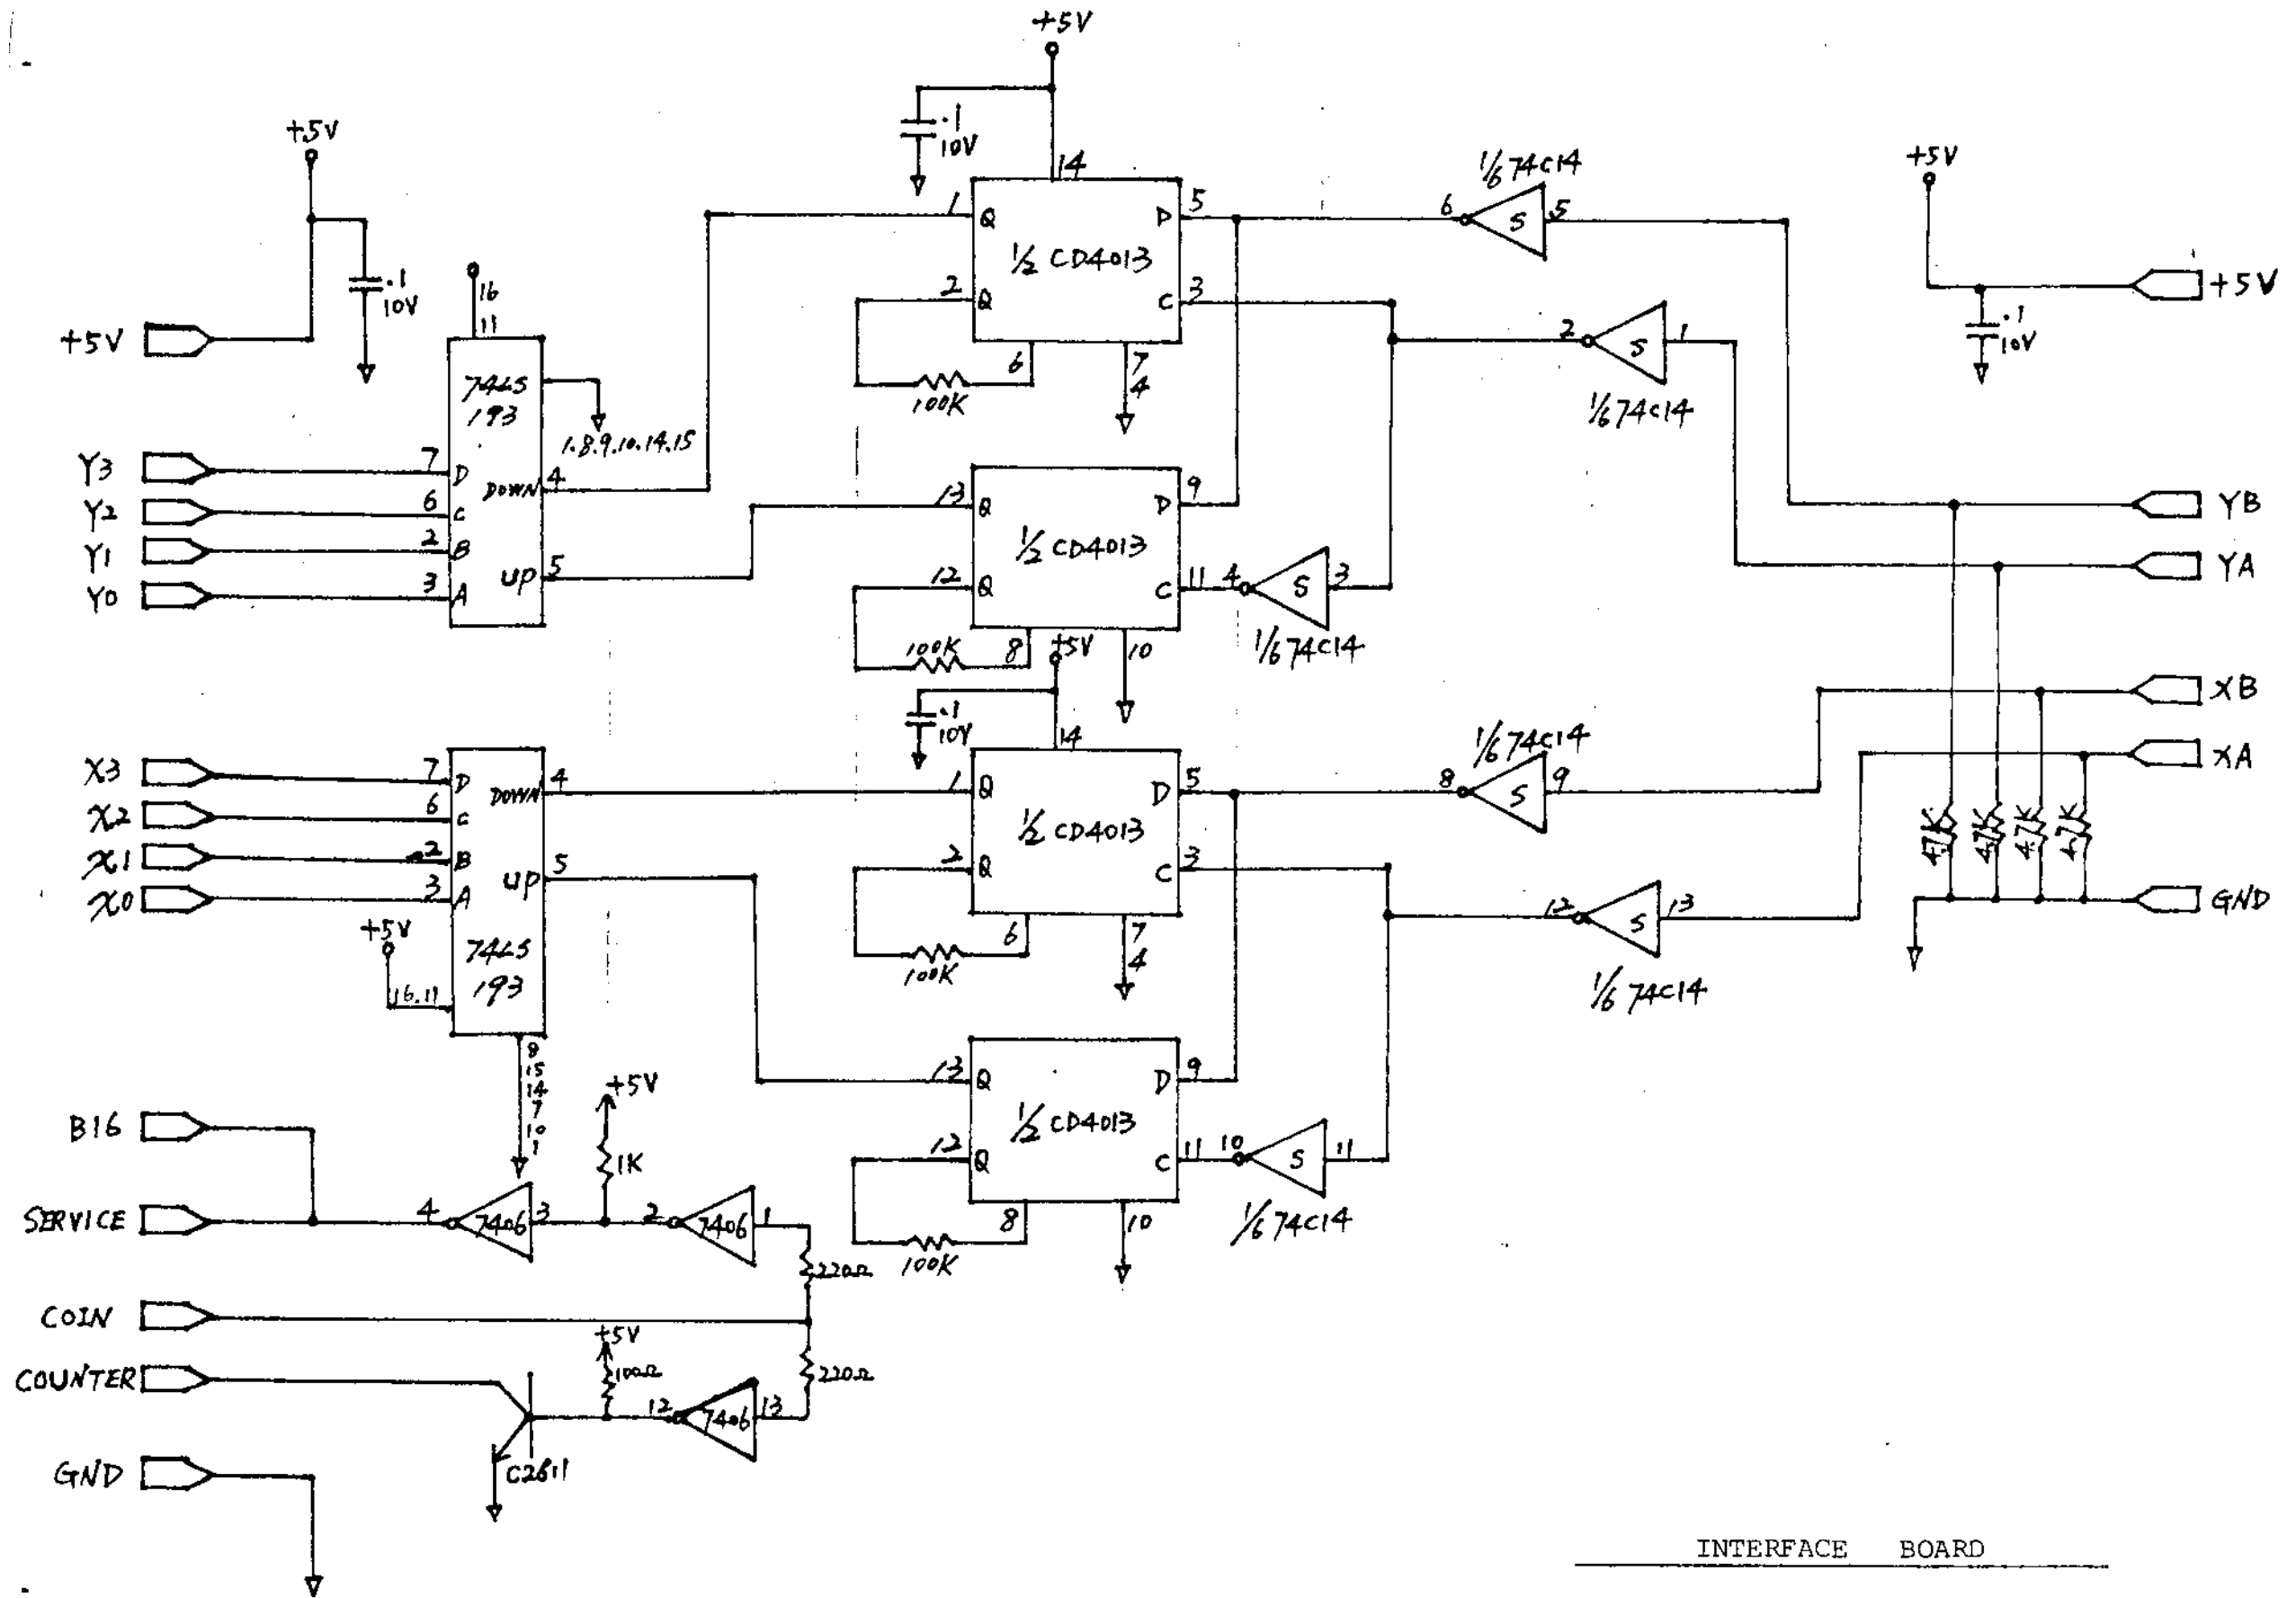 +5V
+5V
.1
10V
14
1/6 74C14
+5V
1 Q D 5
6 S 5
1/2 CD4013
.1
10V
16
11
2 Q C 3
+5V
+5V
2 S 1
.1
10V
74LS
193
6
7
4
100K
1/6 74C14
1.8.9.10.14.15
Y3 7 D
DOWN 4
13 Q D 9
YB
Y2 6 C
1/2 CD4013
Y1 2 B
UP 5
YA
Y0 3 A
12 Q C 11 4 S 3
100K 8 +5V 10
1/6 74C14
XB
.1
10V
14
1/6 74C14
XA
X3 7 D
DOWN 4
1 Q D 5
8 S 9
X2 6 C
1/2 CD4013
4.7K 4.7K 4.7K 4.7K
X1 2 B
UP 5
2 Q C 3
X0 3 A
GND
+5V
12 S 13
6
7
4
100K
74LS
193
16.11
1/6 74C14
8
15
14
7
10
1
+5V
13 Q D 9
B16
1/2 CD4013
1K
12 Q C 11 10 S 11
SERVICE 4 7406 3 2 7406 1
8 10
100K
1/6 74C14
220Ω
COIN
+5V
100Ω
220Ω
COUNTER
12 7406 13
GND
C2611
INTERFACE BOARD